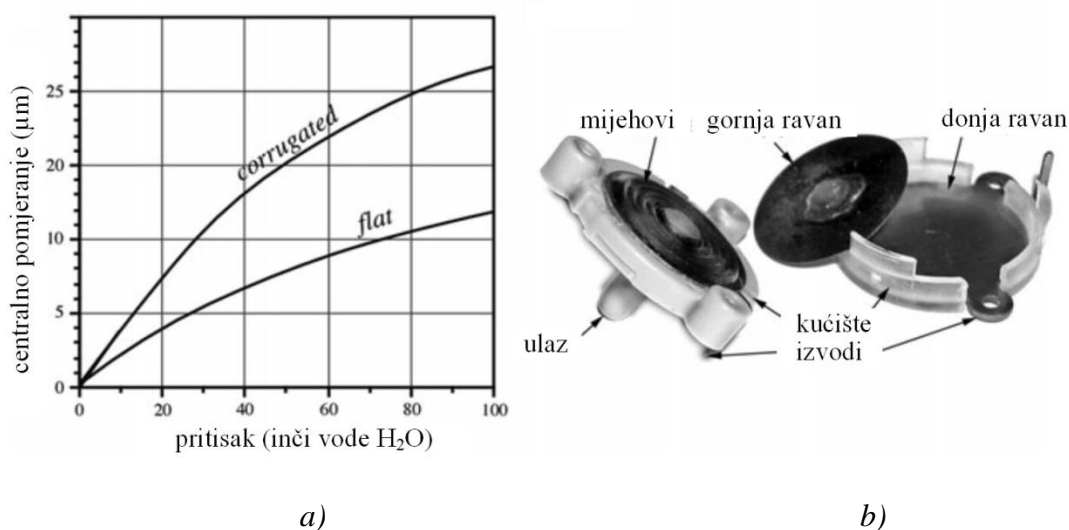 centralno pomjeranje (µm)
25
20
10
5
0
corrugated
flat
0 20 40 60 80 100
pritisak (inči vode H₂O)
mijehovi
gornja ravan
donja ravan
ulaz
kućište
izvodi
a)
b)